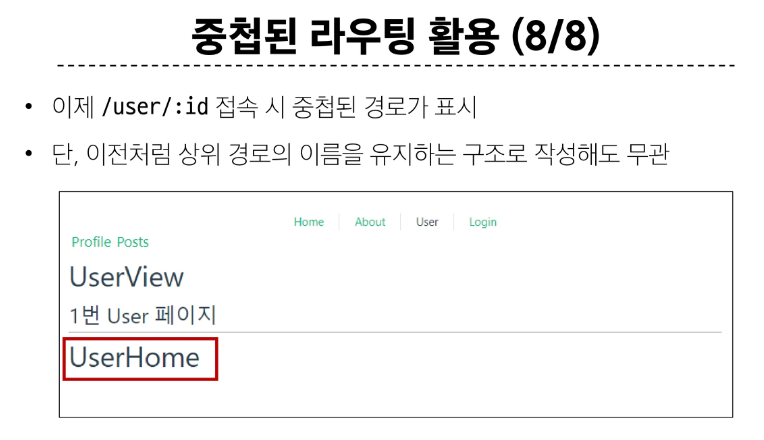 중첩된 라우팅 활용 (8/8)
• 이제 /user/:id 접속 시 중첩된 경로가 표시
• 단, 이전처럼 상위 경로의 이름을 유지하는 구조로 작성해도 무관
Home About User Login
Profile Posts
UserView
1번 User 페이지
UserHome